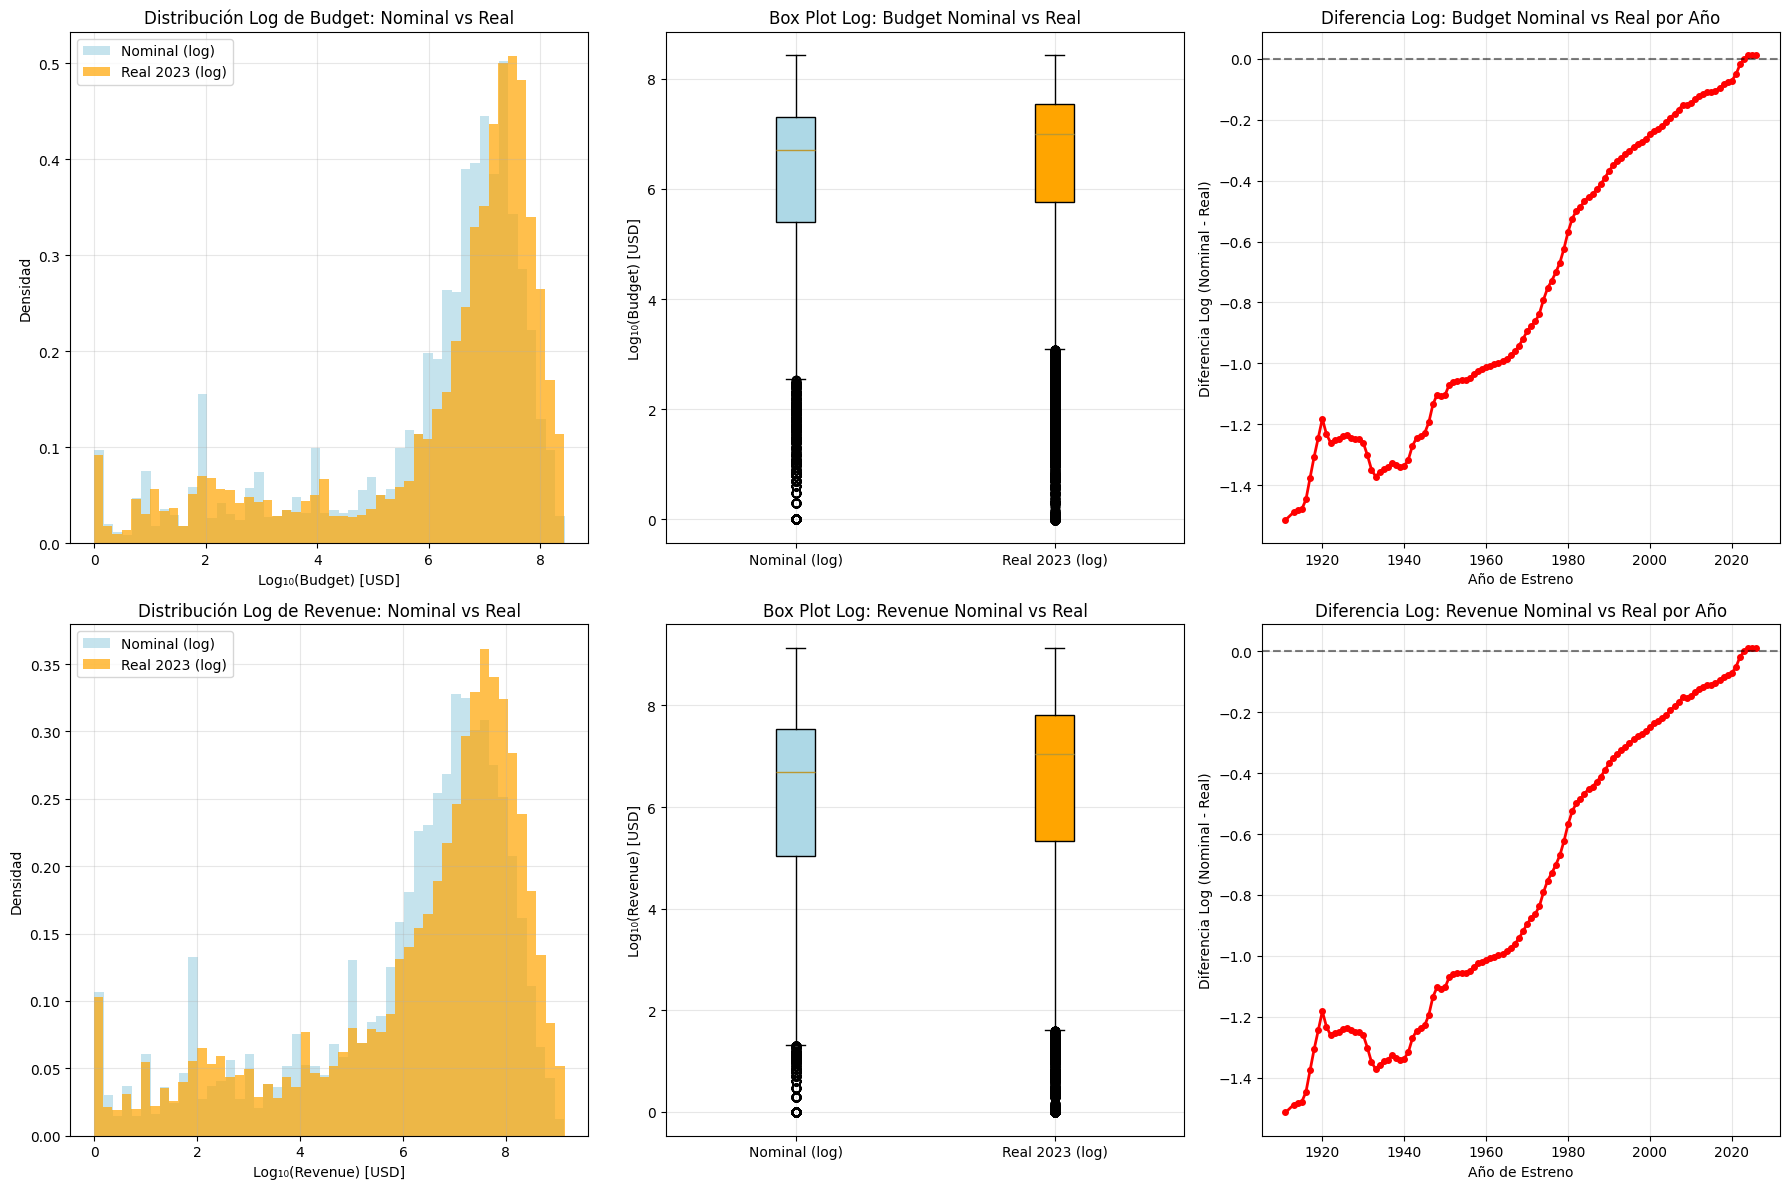 Distribución Log de Budget: Nominal vs Real
Nominal (log)
Real 2023 (log)
Densidad
0.5
0.4
0.3
0.2
0.1
0.0
0 2 4 6 8
Log₁₀(Budget) [USD]
Box Plot Log: Budget Nominal vs Real
Log₁₀(Budget) [USD]
8
6
4
2
0
Nominal (log) Real 2023 (log)
Diferencia Log: Budget Nominal vs Real por Año
Diferencia Log (Nominal - Real)
0.0
−0.2
−0.4
−0.6
−0.8
−1.0
−1.2
−1.4
1920 1940 1960 1980 2000 2020
Año de Estreno
Distribución Log de Revenue: Nominal vs Real
Nominal (log)
Real 2023 (log)
Densidad
0.35
0.30
0.25
0.20
0.15
0.10
0.05
0.00
0 2 4 6 8
Log₁₀(Revenue) [USD]
Box Plot Log: Revenue Nominal vs Real
Log₁₀(Revenue) [USD]
8
6
4
2
0
Nominal (log) Real 2023 (log)
Diferencia Log: Revenue Nominal vs Real por Año
Diferencia Log (Nominal - Real)
0.0
−0.2
−0.4
−0.6
−0.8
−1.0
−1.2
−1.4
1920 1940 1960 1980 2000 2020
Año de Estreno